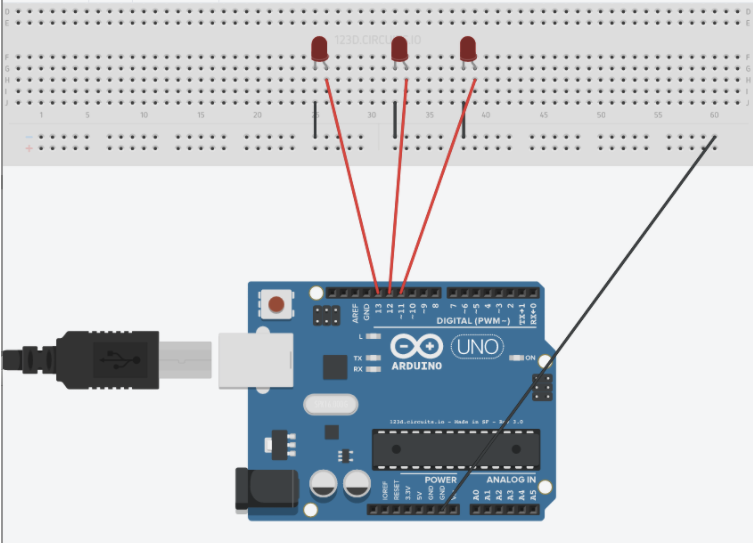 D D
E E
123D.CIRCUITS.IO
F F
G G
H H
I I
J J
1 5 10 15 20 25 30 35 40 45 50 55 60
- -
+ +
AREF
GND
13
12
~11
~10
~9
8
7
~6
~5
4
~3
2
TX→1
RX←0
DIGITAL (PWM~)
L
TX
RX
UNO
ON
ARDUINO
123d.circuits.io - Made in SF - Rev 2.0
POWER
ANALOG IN
IOREF
RESET
3.3V
5V
GND
GND
A0
A1
A2
A3
A4
A5